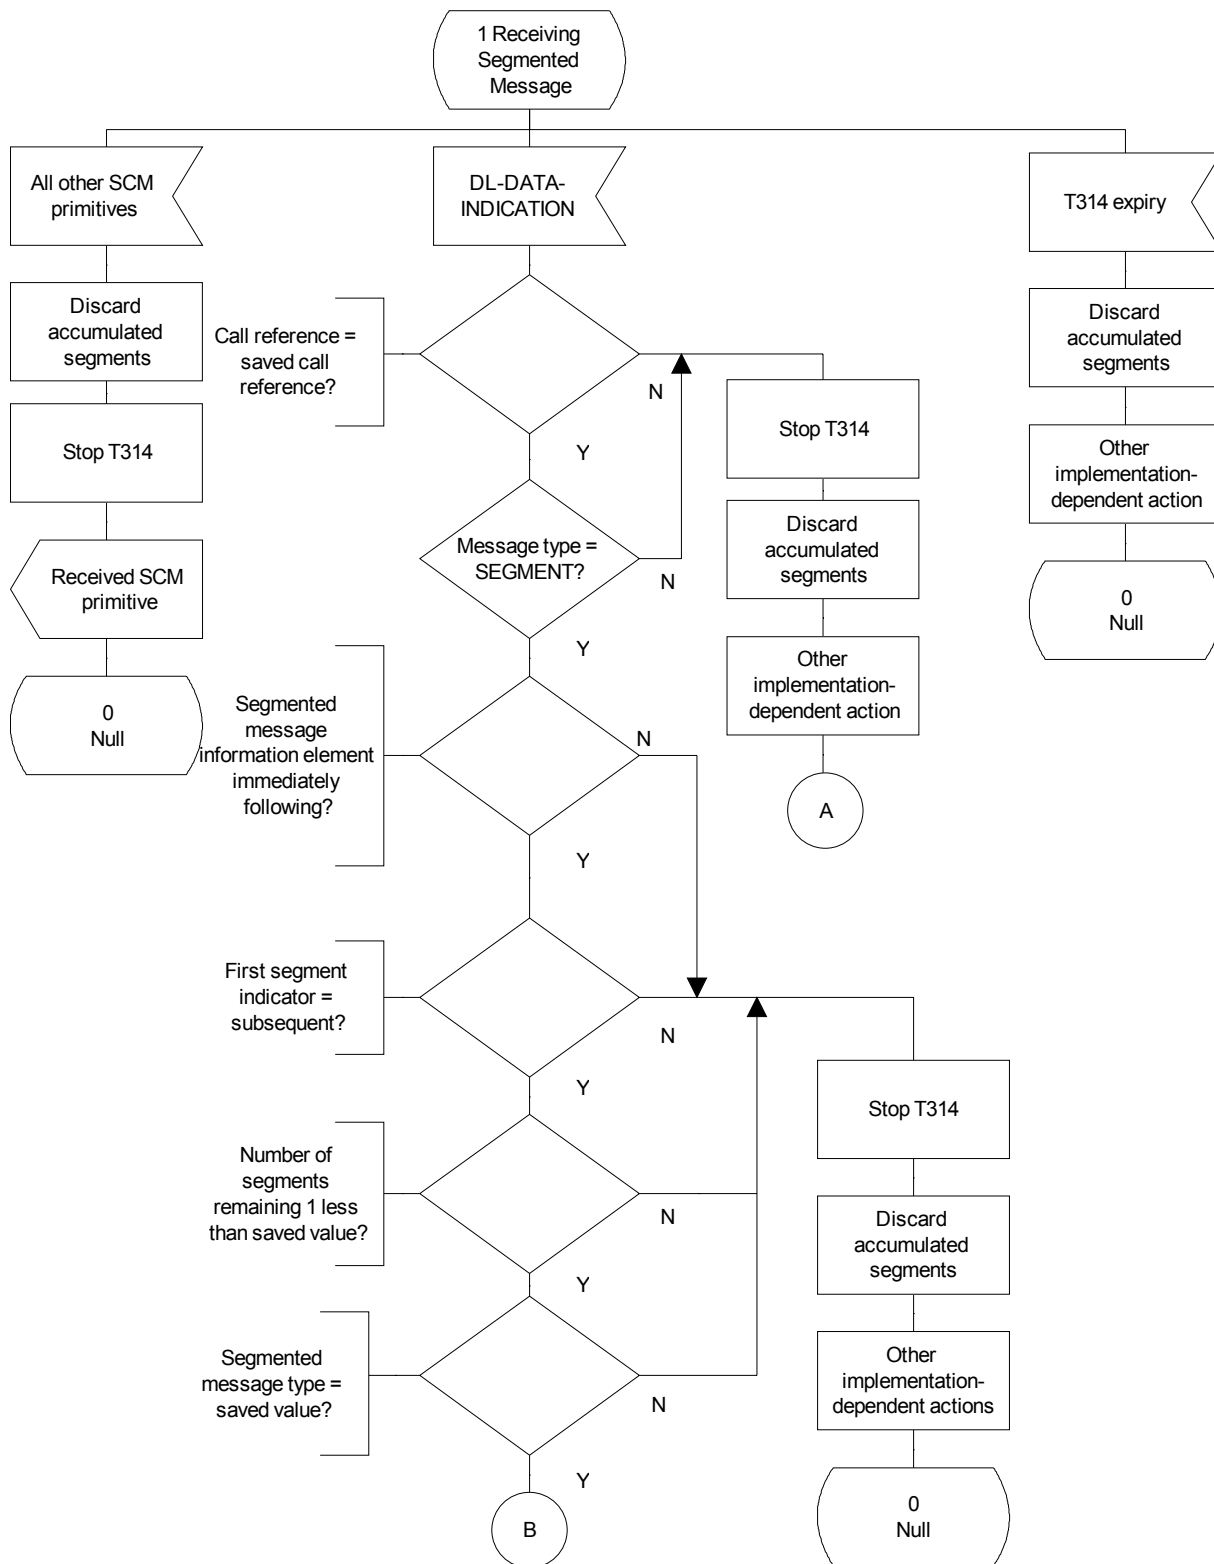 1 Receiving
Segmented
Message
All other SCM
primitives
DL-DATA-
INDICATION
T314 expiry
Discard
accumulated
segments
Call reference =
saved call
reference?
N
Discard
accumulated
segments
Stop T314
Stop T314
Y
Other
implementation-
dependent action
Message type =
SEGMENT?
N
Discard
accumulated
segments
Received SCM
primitive
0
Null
Y
Other
implementation-
dependent action
0
Null
Segmented
message
information element
immediately
following?
N
A
Y
First segment
indicator =
subsequent?
N
Y
Stop T314
Number of
segments
remaining 1 less
than saved value?
N
Discard
accumulated
segments
Y
Segmented
message type =
saved value?
N
Other
implementation-
dependent actions
Y
B
0
Null